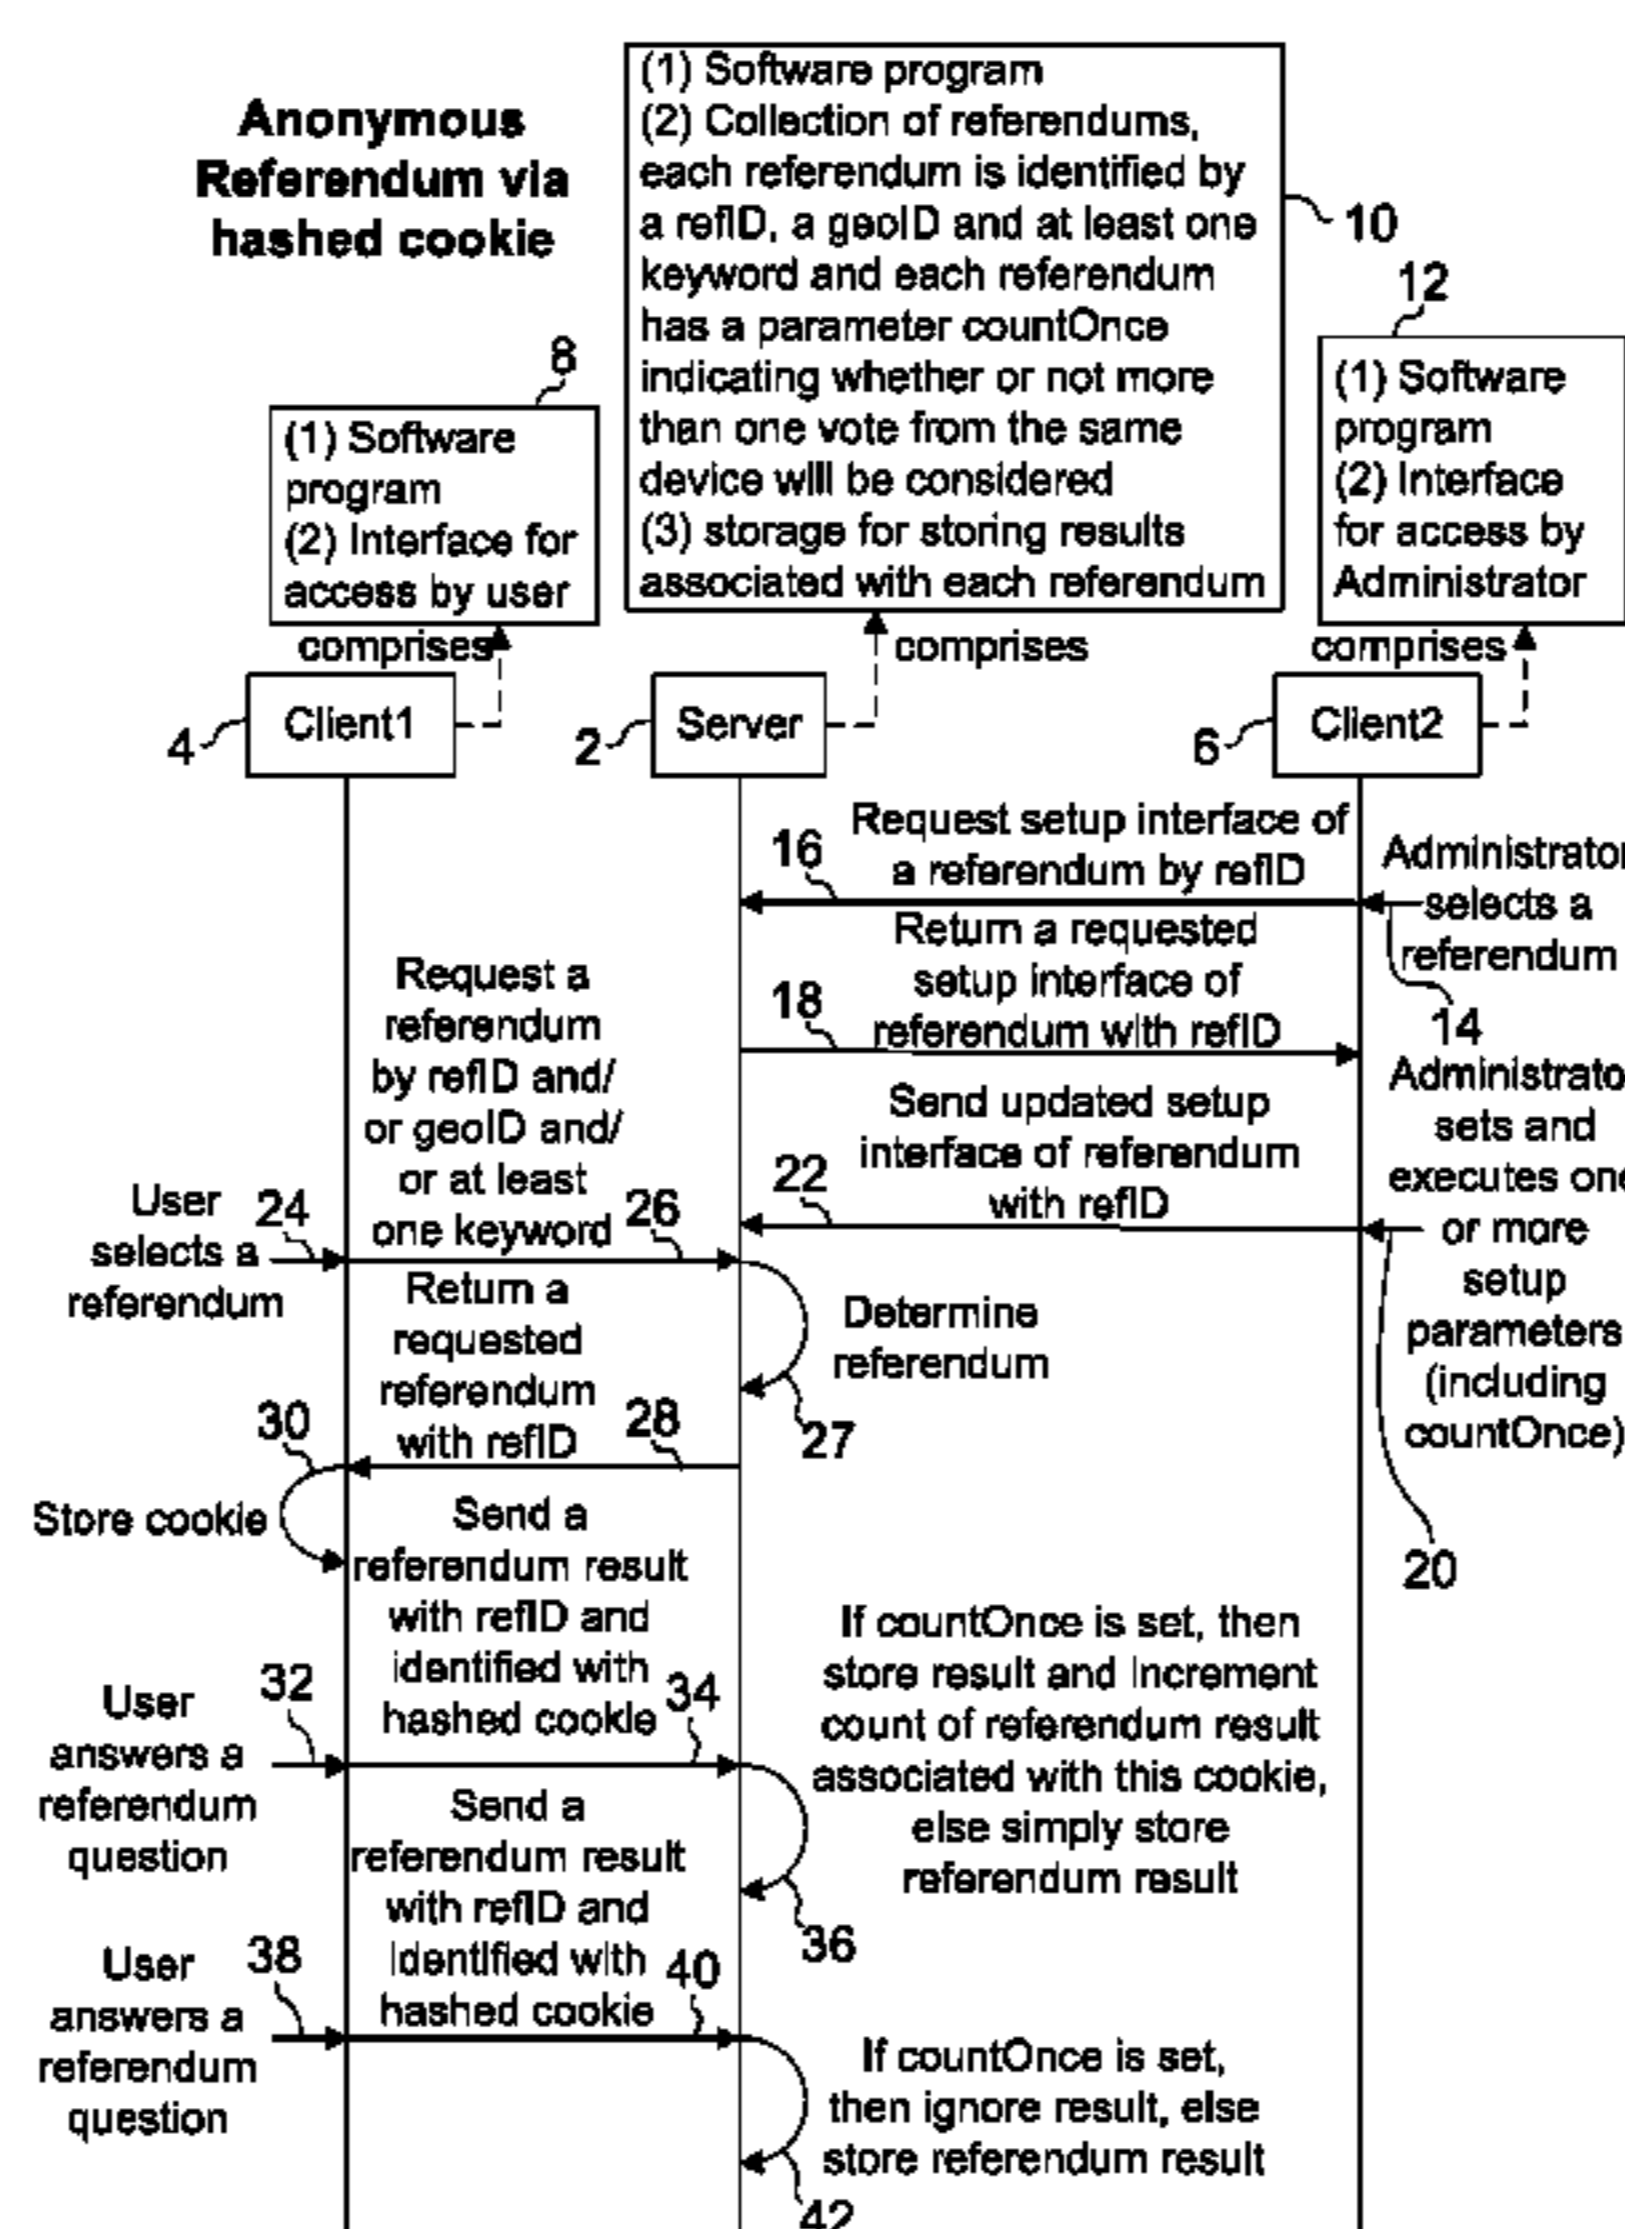 Anonymous
Referendum via
hashed cookie
(1) Software program
(2) Collection of referendums,
each referendum is identified by
a refID, a geoID and at least one
keyword and each referendum
has a parameter countOnce
indicating whether or not more
than one vote from the same
device will be considered
(3) storage for storing results
associated with each referendum
10
12
(1) Software
program
(2) Interface
for access by
Administrator
8
(1) Software
program
(2) Interface for
access by user
comprises
comprises
comprises
4
Client1
2
Server
6
Client2
Request setup interface of
a referendum by refID
16
Administrator
selects a
referendum
14
Return a requested
setup interface of
referendum with refID
18
Send updated setup
interface of referendum
with refID
22
Administrato
sets and
executes one
or more
setup
parameters
(including
countOnce)
20
Request a
referendum
by refID and/
or geoID and/
or at least
one keyword
User
selects a
referendum
24
26
Determine
referendum
27
Return a
requested
referendum
with refID
28
30
Store cookie
Send a
referendum result
with refID and
identified with
hashed cookie
User
answers a
referendum
question
32
34
If countOnce is set, then
store result and increment
count of referendum result
associated with this cookie,
else simply store
referendum result
36
Send a
referendum result
with refID and
identified with
hashed cookie
User
answers a
referendum
question
38
40
If countOnce is set,
then ignore result, else
store referendum result
42